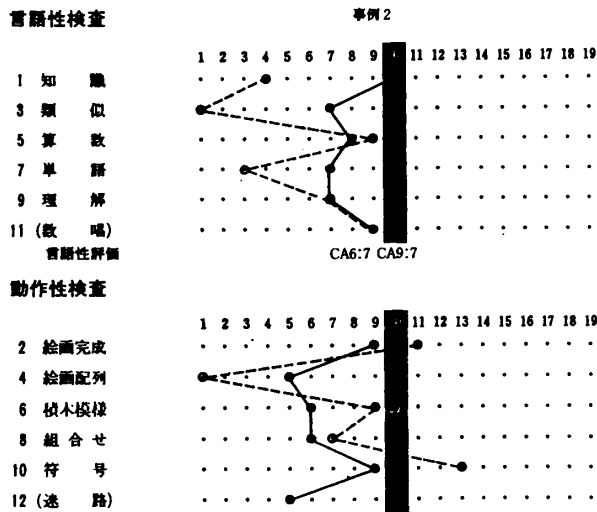 言語性検査
事例2
1 2 3 4 5 6 7 8 9 11 12 13 14 15 16 17 18 19
1 知 識
3 類 似
5 算 数
7 単 語
9 理 解
11 (数 唱)
言語性評価
CA6:7 CA9:7
動作性検査
1 2 3 4 5 6 7 8 9 11 12 13 14 15 16 17 18 19
2 絵画完成
4 絵画配列
6 積木模様
8 組合せ
10 符 号
12 (迷 路)